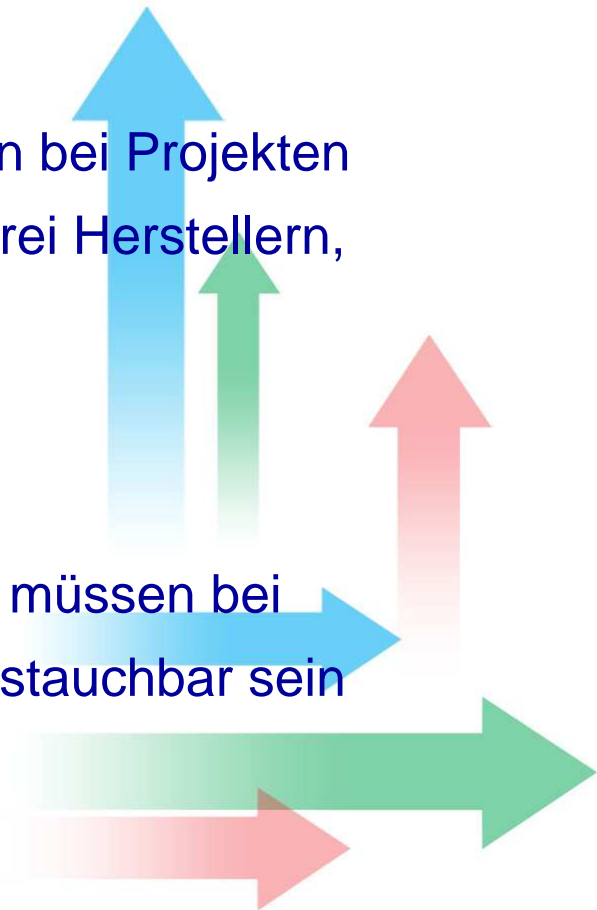 n bei Projekten
rei Herstellern,
müssen bei
stauchbar sein